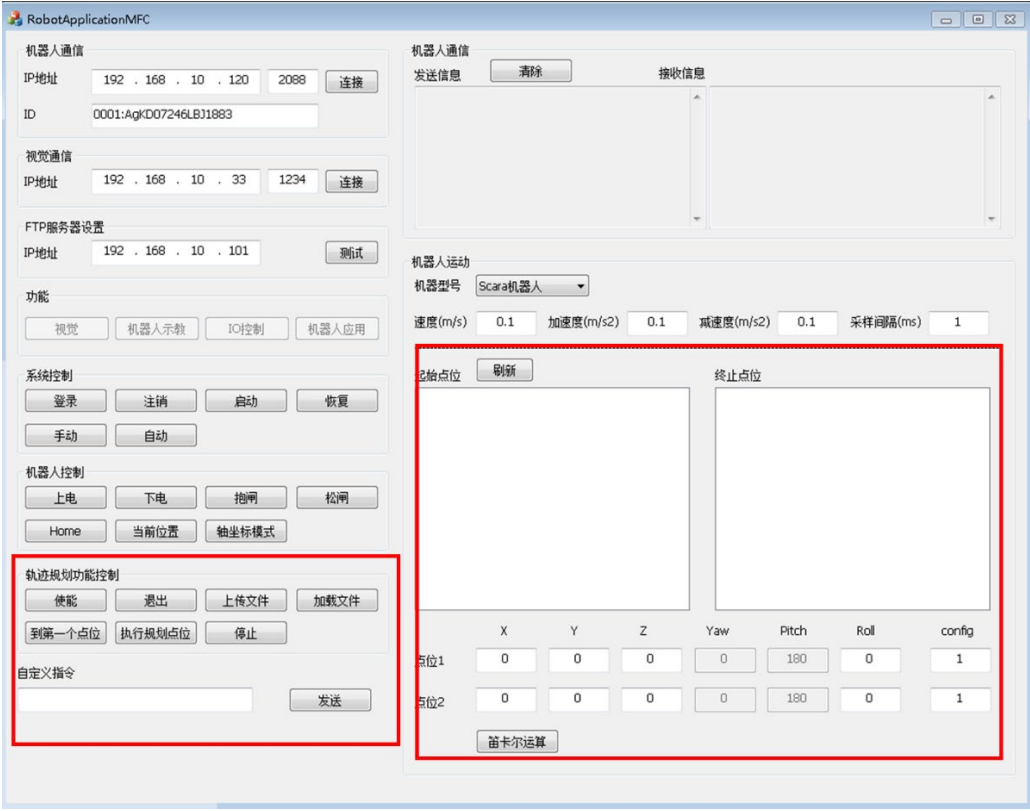 RobotApplicationMFC
机器人通信
IP地址 192 . 168 . 10 . 120 2088 连接
ID 0001:AgKD07246LBJ1883
视觉通信
IP地址 192 . 168 . 10 . 33 1234 连接
FTP服务器设置
IP地址 192 . 168 . 10 . 101 测试
功能
视觉 机器人示教 IO控制 机器人应用
系统控制
登录 注销 启动 恢复
手动 自动
机器人控制
上电 下电 抱闸 松闸
Home 当前位置 轴坐标模式
轨迹规划功能控制
使能 退出 上传文件 加载文件
到第一个点位 执行规划点位 停止
自定义指令
发送
机器人通信
发送信息 清除 接收信息
机器人运动
机器型号 Scara机器人
速度(m/s) 0.1 加速度(m/s2) 0.1 减速度(m/s2) 0.1 采样间隔(ms) 1
起始点位 刷新 终止点位
X Y Z Yaw Pitch Roll config
点位1 0 0 0 0 180 0 1
点位2 0 0 0 0 180 0 1
笛卡尔运算